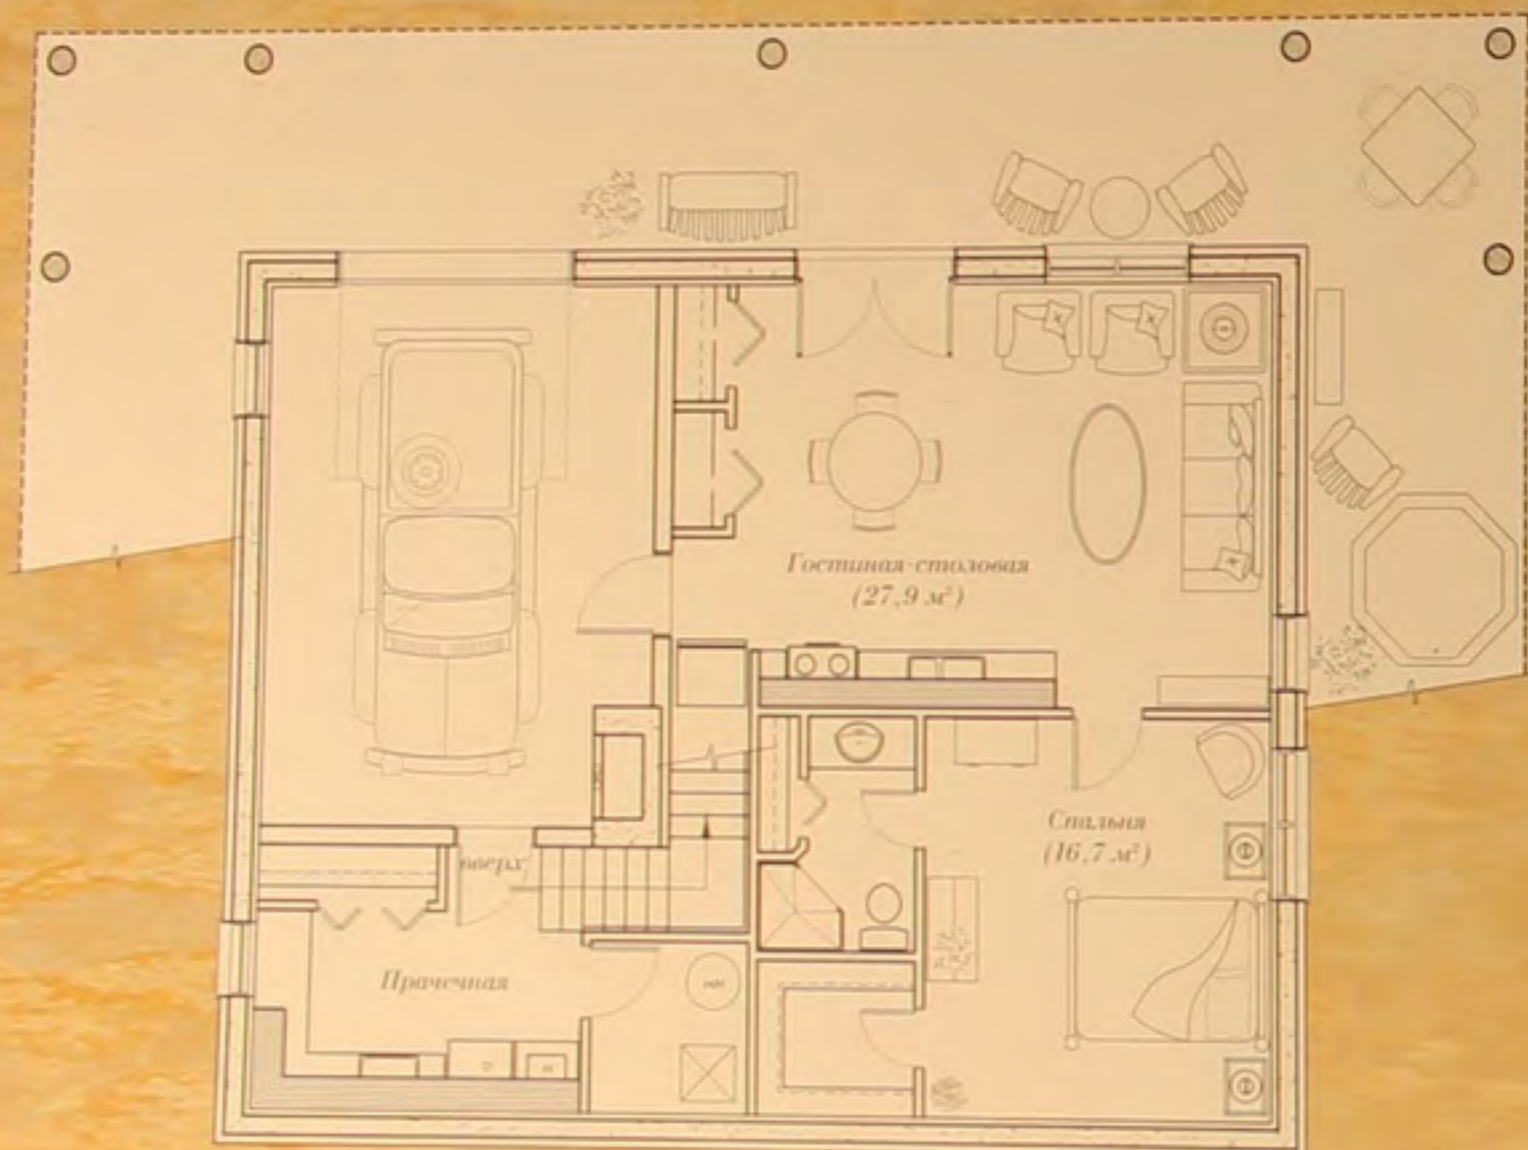 Гостиная-столовая
(27,9 м²)
Спальня
(16,7 м²)
вверх
Прачечная